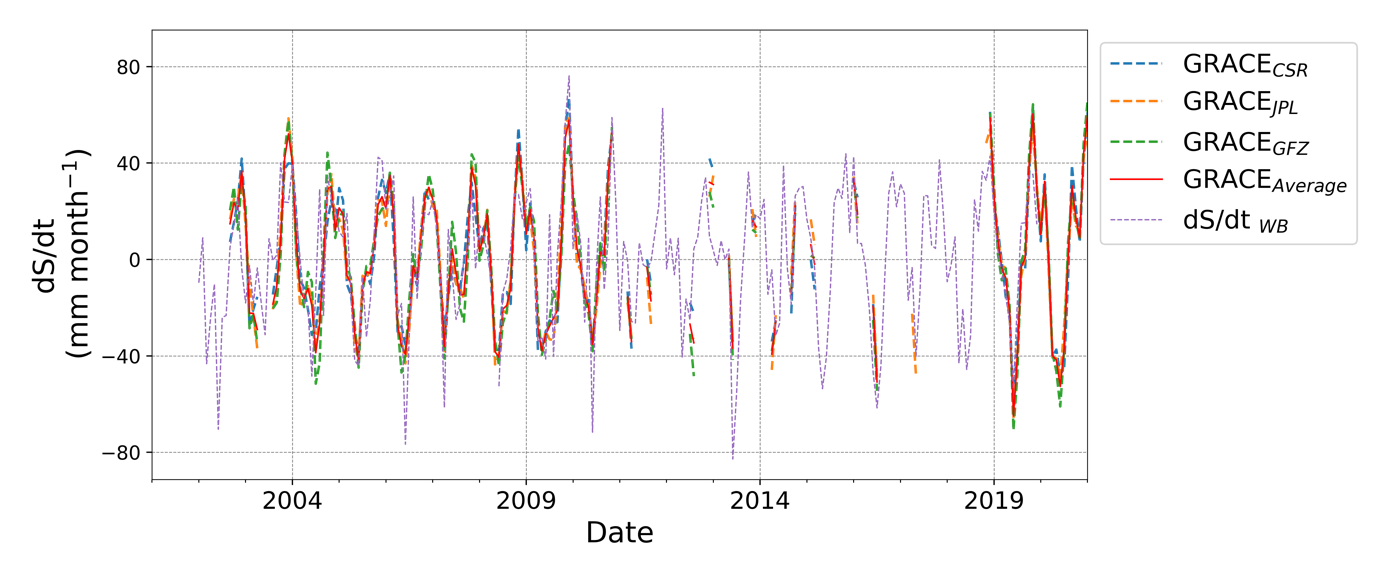 80
40
0
−40
−80
dS/dt
(mm month⁻¹)
2004 2009 2014 2019
Date
GRACE_CSR
GRACE_JPL
GRACE_GFZ
GRACE_Average
dS/dt _WB